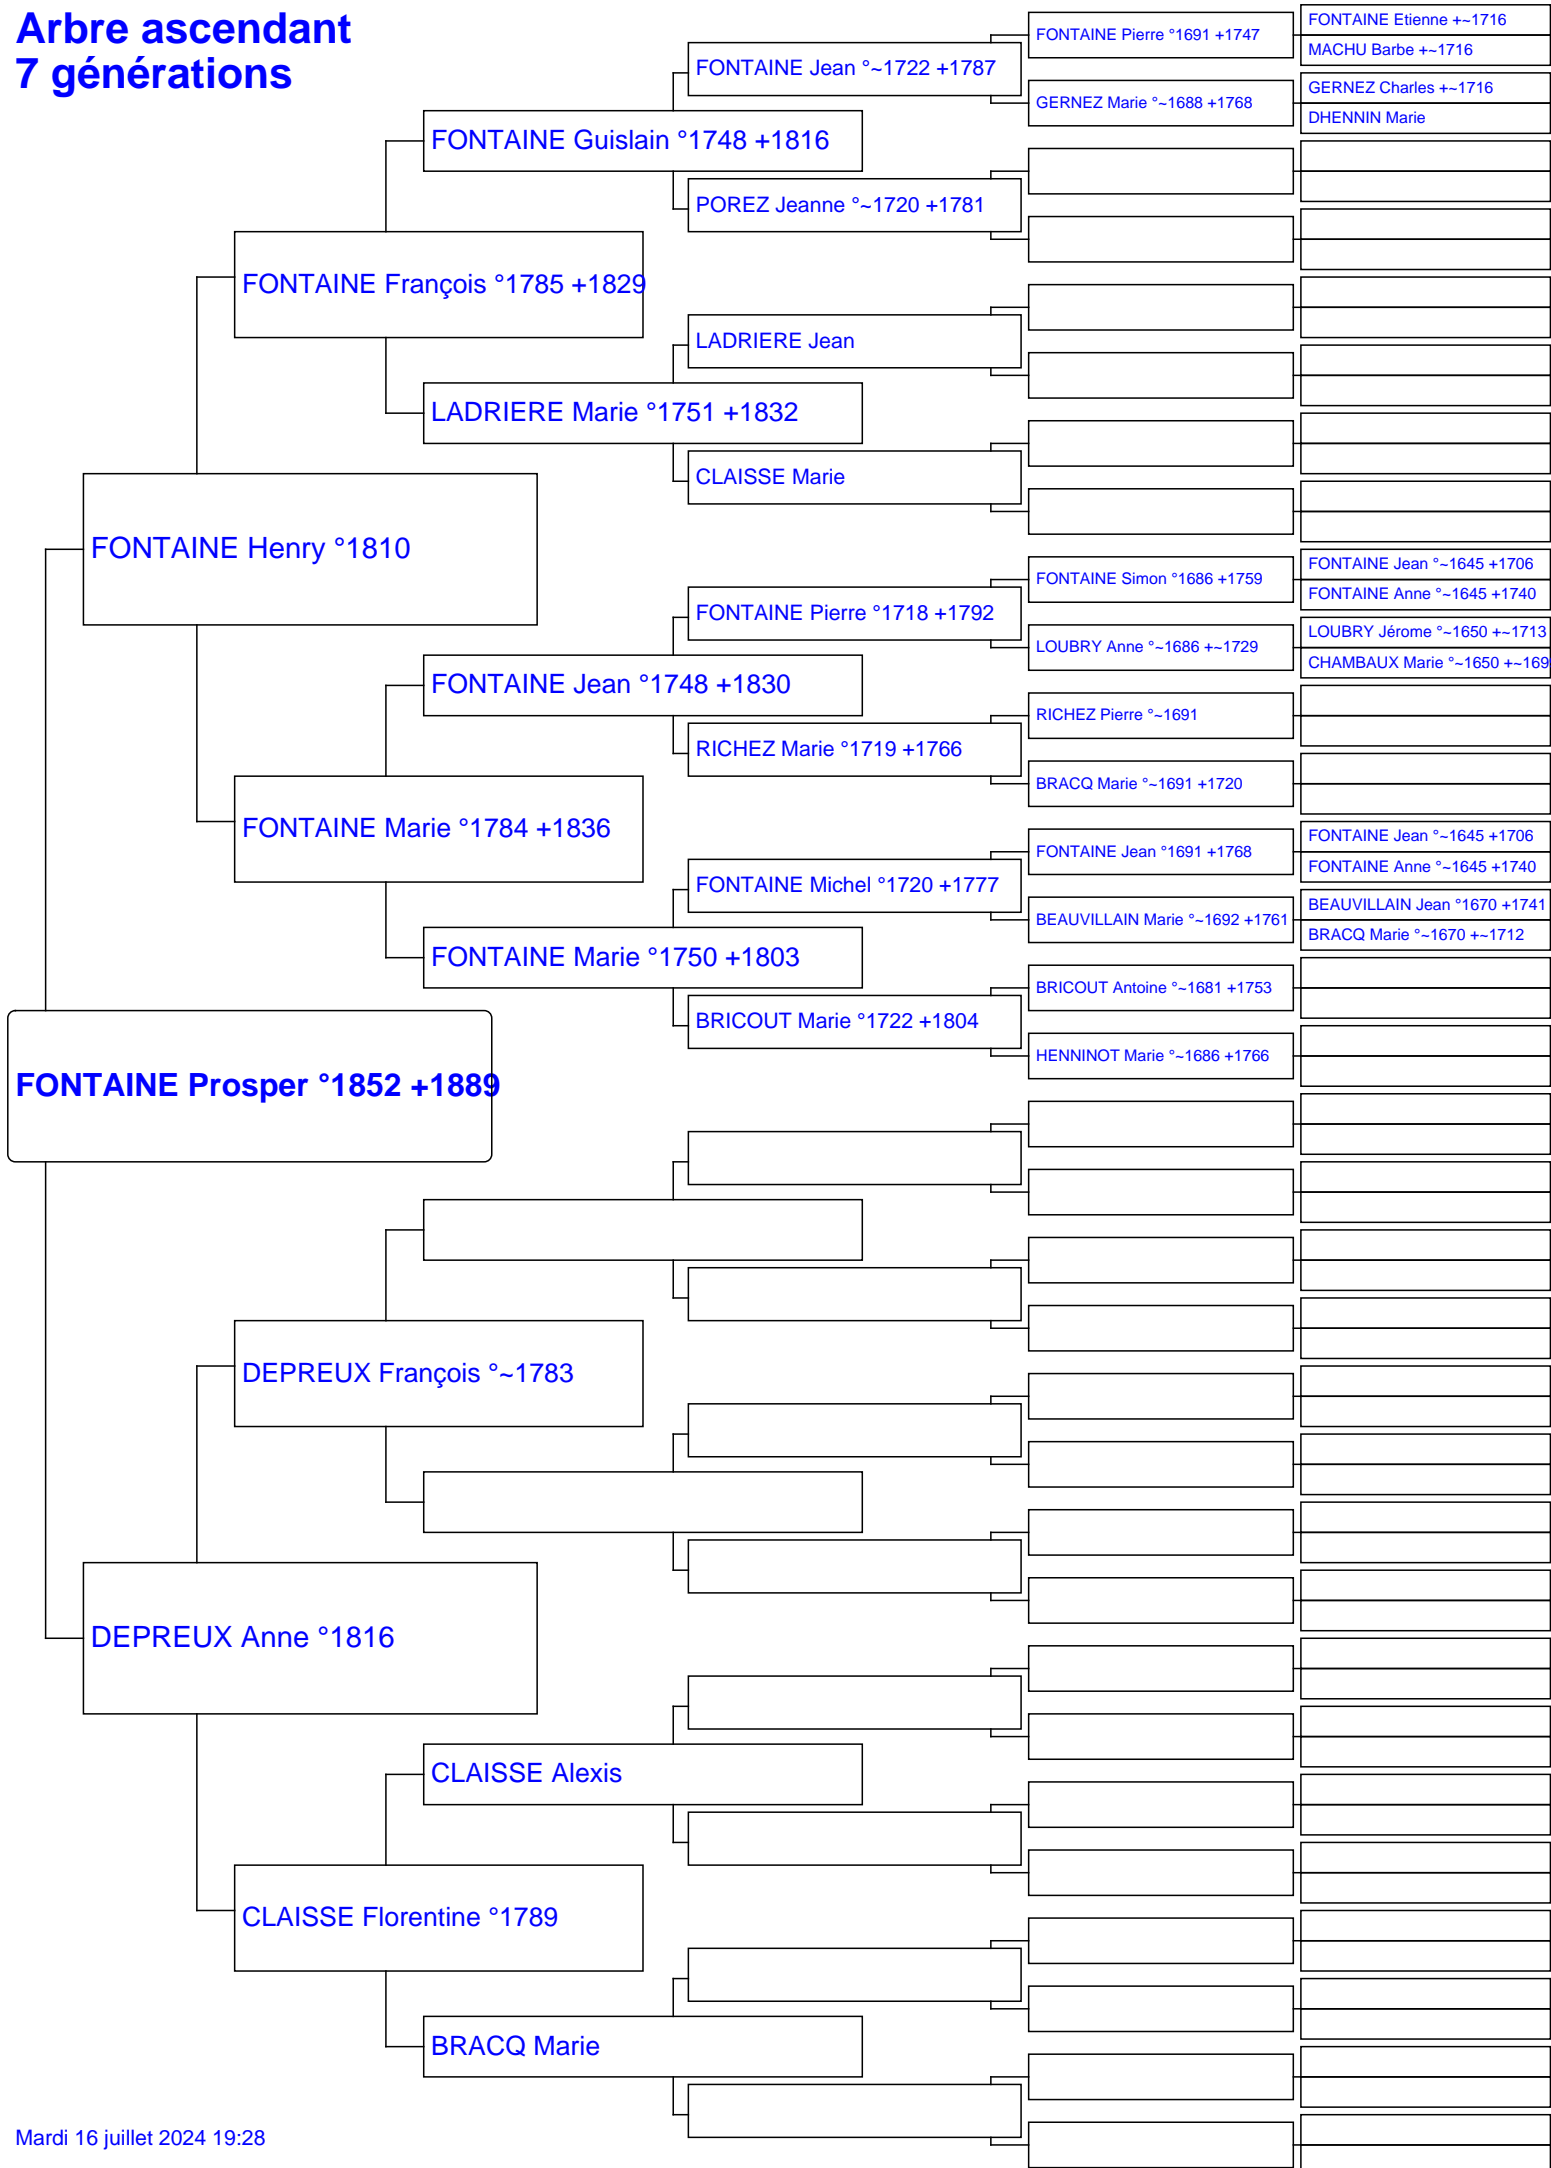 Arbre ascendant
7 générations
FONTAINE Prosper °1852 +1889
FONTAINE Henry °1810
DEPREUX Anne °1816
FONTAINE François °1785 +1829
FONTAINE Marie °1784 +1836
DEPREUX François °~1783
CLAISSE Florentine °1789
FONTAINE Guislain °1748 +1816
LADRIERE Marie °1751 +1832
FONTAINE Jean °1748 +1830
FONTAINE Marie °1750 +1803
CLAISSE Alexis
BRACQ Marie
FONTAINE Jean °~1722 +1787
POREZ Jeanne °~1720 +1781
LADRIERE Jean
CLAISSE Marie
FONTAINE Pierre °1718 +1792
RICHEZ Marie °1719 +1766
FONTAINE Michel °1720 +1777
BRICOUT Marie °1722 +1804
FONTAINE Pierre °1691 +1747
GERNEZ Marie °~1688 +1768
FONTAINE Simon °1686 +1759
LOUBRY Anne °~1686 +~1729
RICHEZ Pierre °~1691
BRACQ Marie °~1691 +1720
FONTAINE Jean °1691 +1768
BEAUVILLAIN Marie °~1692 +1761
BRICOUT Antoine °~1681 +1753
HENNINOT Marie °~1686 +1766
FONTAINE Etienne +~1716
MACHU Barbe +~1716
GERNEZ Charles +~1716
DHENNIN Marie
FONTAINE Jean °~1645 +1706
FONTAINE Anne °~1645 +1740
LOUBRY Jérome °~1650 +~1713
CHAMBAUX Marie °~1650 +~169
FONTAINE Jean °~1645 +1706
FONTAINE Anne °~1645 +1740
BEAUVILLAIN Jean °1670 +1741
BRACQ Marie °~1670 +~1712
Mardi 16 juillet 2024 19:28